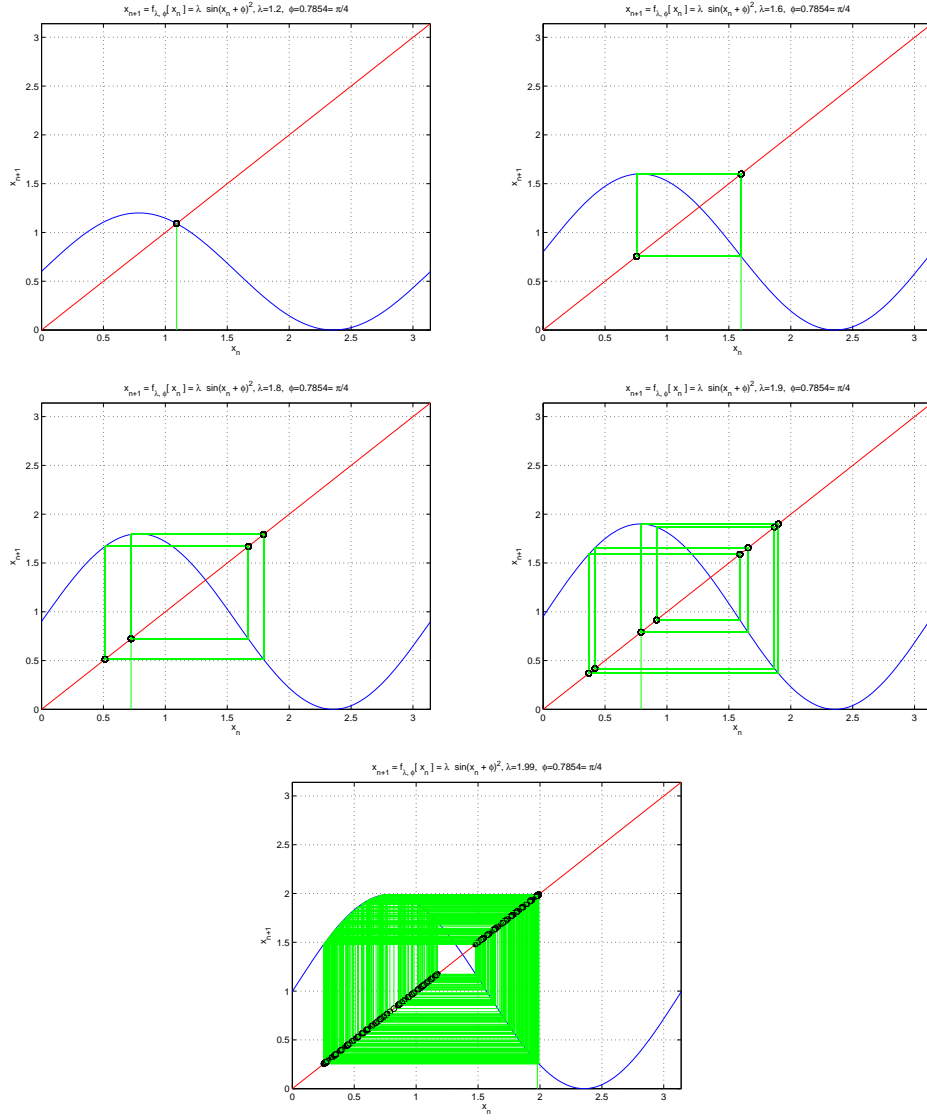 x_{n+1} = f_{λ, φ}[ x_n ] = λ sin(x_n + φ)^2, λ=1.2, φ=0.7854= π/4
3
2.5
2
1.5
1
0.5
0
x_{n+1}
0 0.5 1 1.5 2 2.5 3
x_n
x_{n+1} = f_{λ, φ}[ x_n ] = λ sin(x_n + φ)^2, λ=1.6, φ=0.7854= π/4
3
2.5
2
1.5
1
0.5
0
x_{n+1}
0 0.5 1 1.5 2 2.5 3
x_n
x_{n+1} = f_{λ, φ}[ x_n ] = λ sin(x_n + φ)^2, λ=1.8, φ=0.7854= π/4
3
2.5
2
1.5
1
0.5
0
x_{n+1}
0 0.5 1 1.5 2 2.5 3
x_n
x_{n+1} = f_{λ, φ}[ x_n ] = λ sin(x_n + φ)^2, λ=1.9, φ=0.7854= π/4
3
2.5
2
1.5
1
0.5
0
x_{n+1}
0 0.5 1 1.5 2 2.5 3
x_n
x_{n+1} = f_{λ, φ}[ x_n ] = λ sin(x_n + φ)^2, λ=1.99, φ=0.7854= π/4
3
2.5
2
1.5
1
0.5
0
x_{n+1}
0 0.5 1 1.5 2 2.5 3
x_n